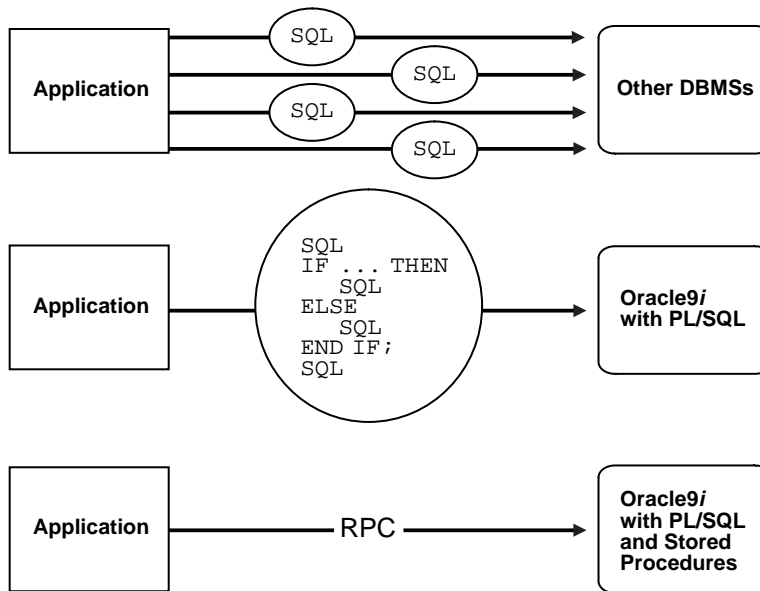 SQL
SQL
Application
Other DBMSs
SQL
SQL
Application
SQL
IF ... THEN
SQL
ELSE
SQL
END IF;
SQL
Oracle9i
with PL/SQL
Application
RPC
Oracle9i
with PL/SQL
and Stored
Procedures